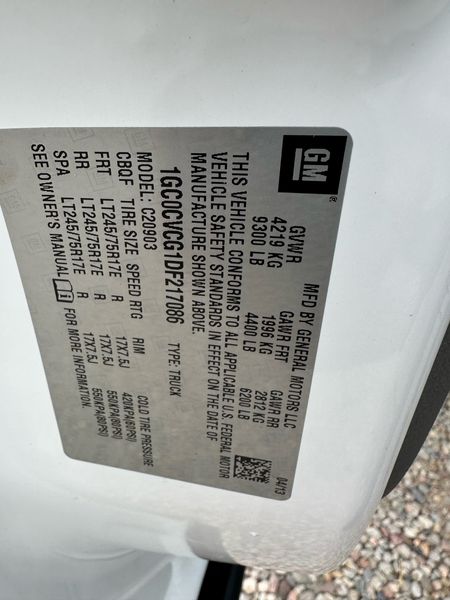 GM
MFD BY GENERAL MOTORS LLC
GVWR GAWR FRT GAWR RR
4219 KG 1996 KG 2812 KG
9300 LB 4400 LB 6200 LB
04/13
THIS VEHICLE CONFORMS TO ALL APPLICABLE U.S. FEDERAL MOTOR
VEHICLE SAFETY STANDARDS IN EFFECT ON THE DATE OF
MANUFACTURE SHOWN ABOVE.
1GC0CVCG1DF217086 TYPE: TRUCK
MODEL: C20903
CBQF TIRE SIZE SPEED RTG RIM COLD TIRE PRESSURE
FRT LT245/75R17E R 17X7.5J 420KPA(60PSI)
RR LT245/75R17E R 17X7.5J 550KPA(80PSI)
SPA LT245/75R17E R 17X7.5J 550KPA(80PSI)
SEE OWNER'S MANUAL FOR MORE INFORMATION.